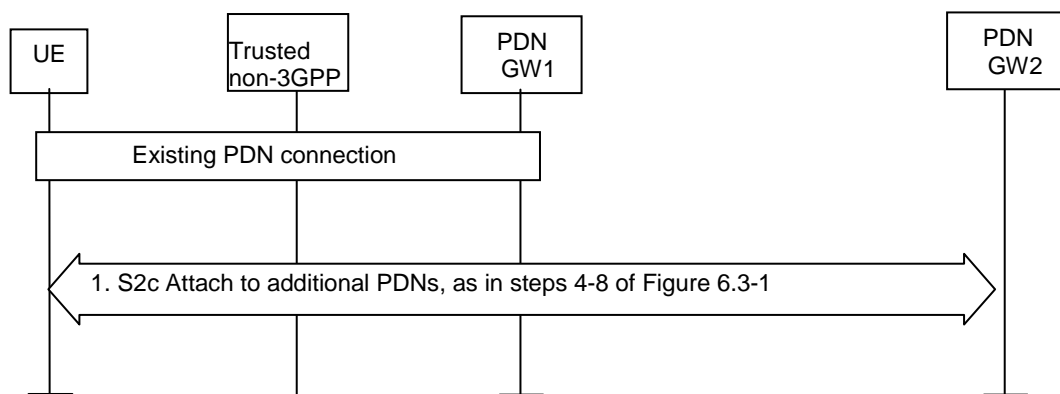 UE
Trusted
non-3GPP
PDN
GW1
PDN
GW2
Existing PDN connection
1. S2c Attach to additional PDNs, as in steps 4-8 of Figure 6.3-1